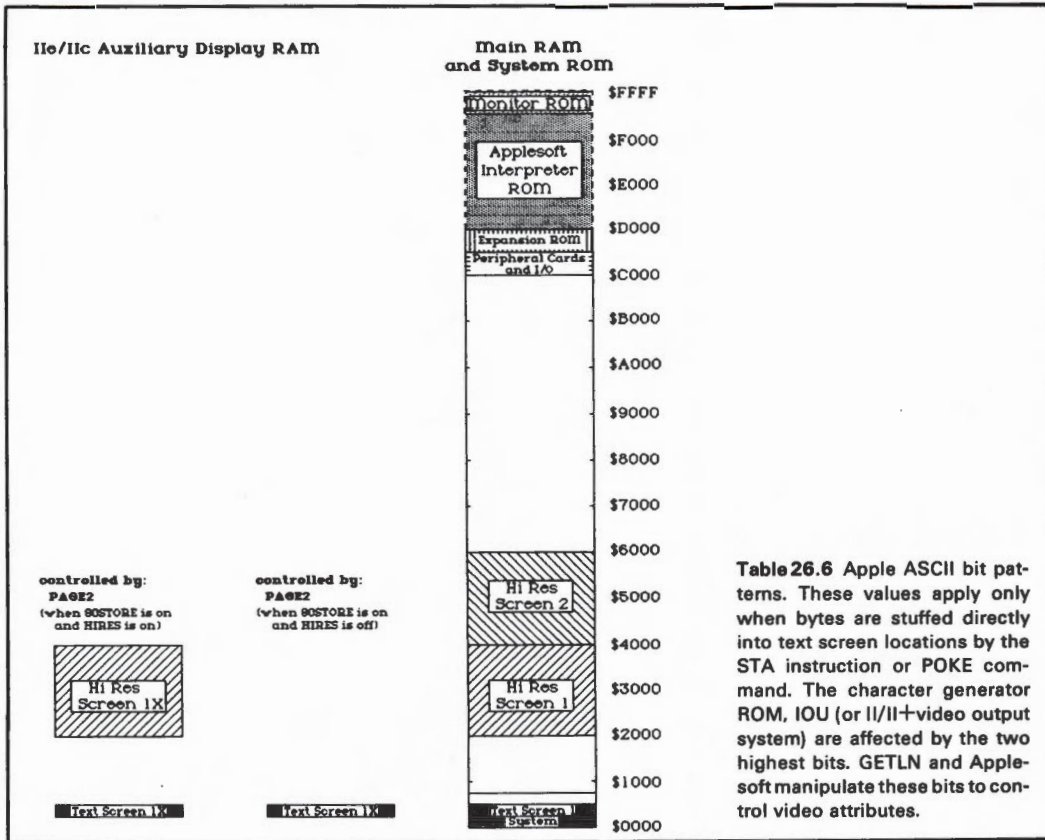 IIe/IIc Auxiliary Display RAM
Main RAM
and System ROM
$FFFF
Monitor ROM
$F000
Applesoft
Interpreter
ROM
$E000
$D000
Expansion ROM
Peripheral Cards
and I/O
$C000
$B000
$A000
$9000
$8000
$7000
$6000
controlled by:
PAGE2
(when 80STORE is on
and HIRES is on)
controlled by:
PAGE2
(when 80STORE is on
and HIRES is off)
Hi Res
Screen 2
$5000
$4000
Hi Res
Screen 1X
Hi Res
Screen 1
$3000
$2000
$1000
Text Screen 1X
Text Screen 1X
Text Screen 1
System
$0000
Table 26.6 Apple ASCII bit pat-
terns. These values apply only
when bytes are stuffed directly
into text screen locations by the
STA instruction or POKE com-
mand. The character generator
ROM, IOU (or II/II+video output
system) are affected by the two
highest bits. GETLN and Apple-
soft manipulate these bits to con-
trol video attributes.